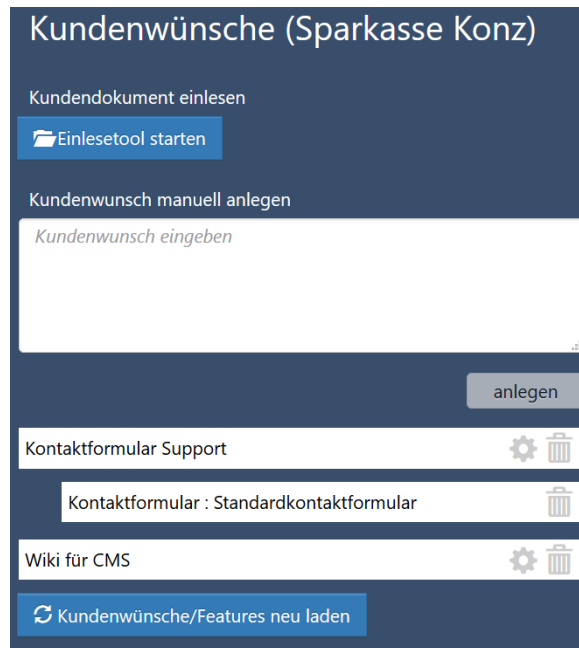 Kundenwünsche (Sparkasse Konz)
Kundendokument einlesen
Einlesetool starten
Kundenwunsch manuell anlegen
Kundenwunsch eingeben
anlegen
Kontaktformular Support
Kontaktformular : Standardkontaktformular
Wiki für CMS
Kundenwünsche/Features neu laden